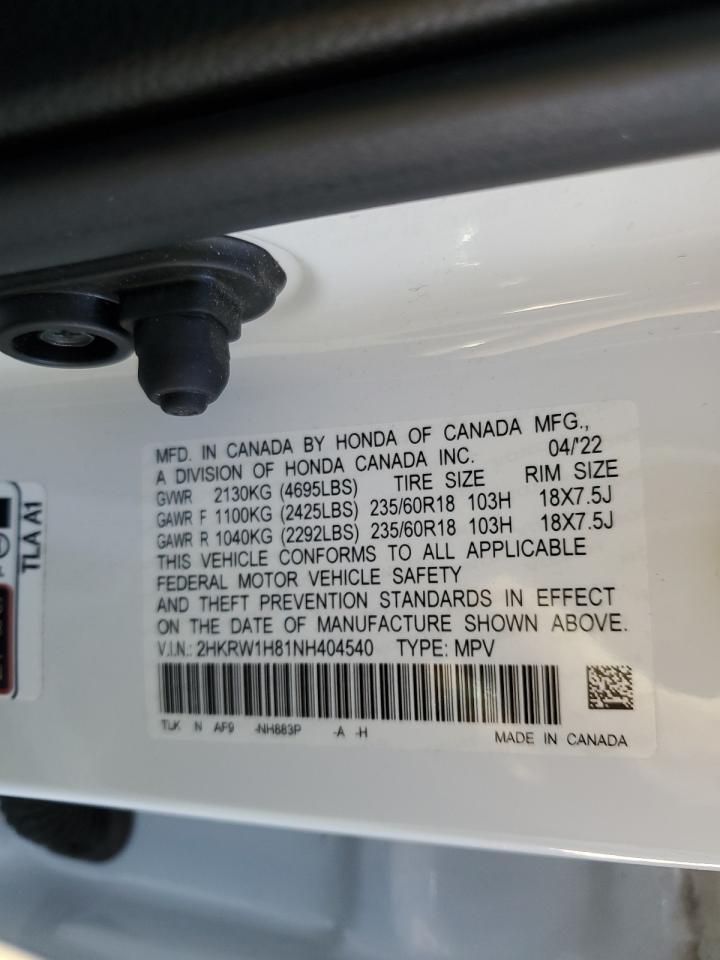 MFD. IN CANADA BY HONDA OF CANADA MFG.,
A DIVISION OF HONDA CANADA INC. 04/'22
GVWR 2130KG (4695LBS) TIRE SIZE RIM SIZE
GAWR F 1100KG (2425LBS) 235/60R18 103H 18X7.5J
GAWR R 1040KG (2292LBS) 235/60R18 103H 18X7.5J
THIS VEHICLE CONFORMS TO ALL APPLICABLE
FEDERAL MOTOR VEHICLE SAFETY
AND THEFT PREVENTION STANDARDS IN EFFECT
ON THE DATE OF MANUFACTURE SHOWN ABOVE.
V.I.N.: 2HKRW1H81NH404540 TYPE: MPV
TLK N AF9 -NH883P -A -H
MADE IN CANADA
TLA A1